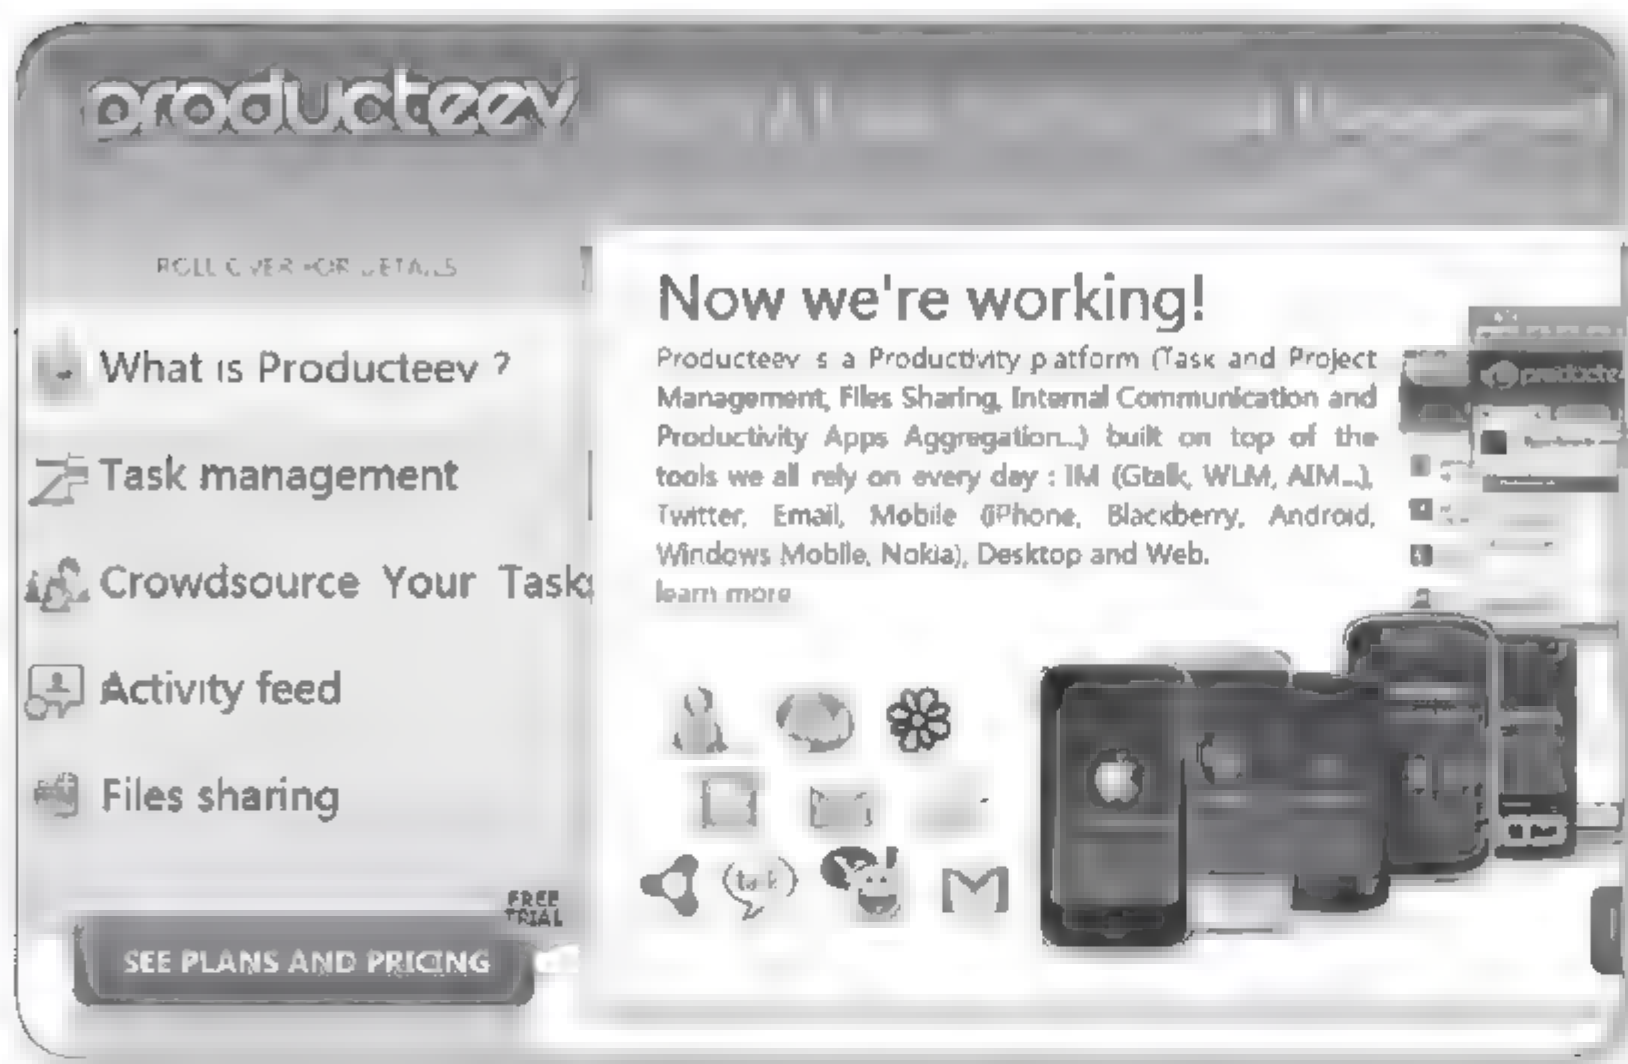 producteev
ROLL OVER FOR DETAILS
What is Producteev ?
Task management
Crowdsource Your Task
Activity feed
Files sharing
FREE
TRIAL
SEE PLANS AND PRICING
Now we're working!
Producteev is a Productivity platform (Task and Project
Management, Files Sharing, Internal Communication and
Productivity Apps Aggregation...) built on top of the
tools we all rely on every day : IM (Gtalk, WLM, AIM...),
Twitter, Email, Mobile (iPhone, Blackberry, Android,
Windows Mobile, Nokia), Desktop and Web.
learn more
producte
talk